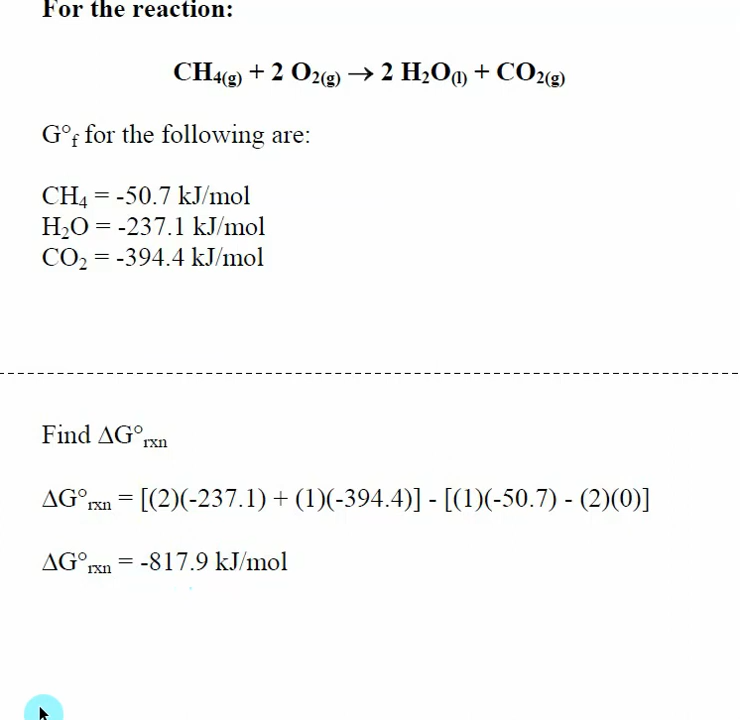 For the reaction:
CH₄(g) + 2 O₂(g) → 2 H₂O(l) + CO₂(g)
G°f for the following are:
CH₄ = -50.7 kJ/mol
H₂O = -237.1 kJ/mol
CO₂ = -394.4 kJ/mol
Find ΔG°rxn
ΔG°rxn = [(2)(-237.1) + (1)(-394.4)] - [(1)(-50.7) - (2)(0)]
ΔG°rxn = -817.9 kJ/mol